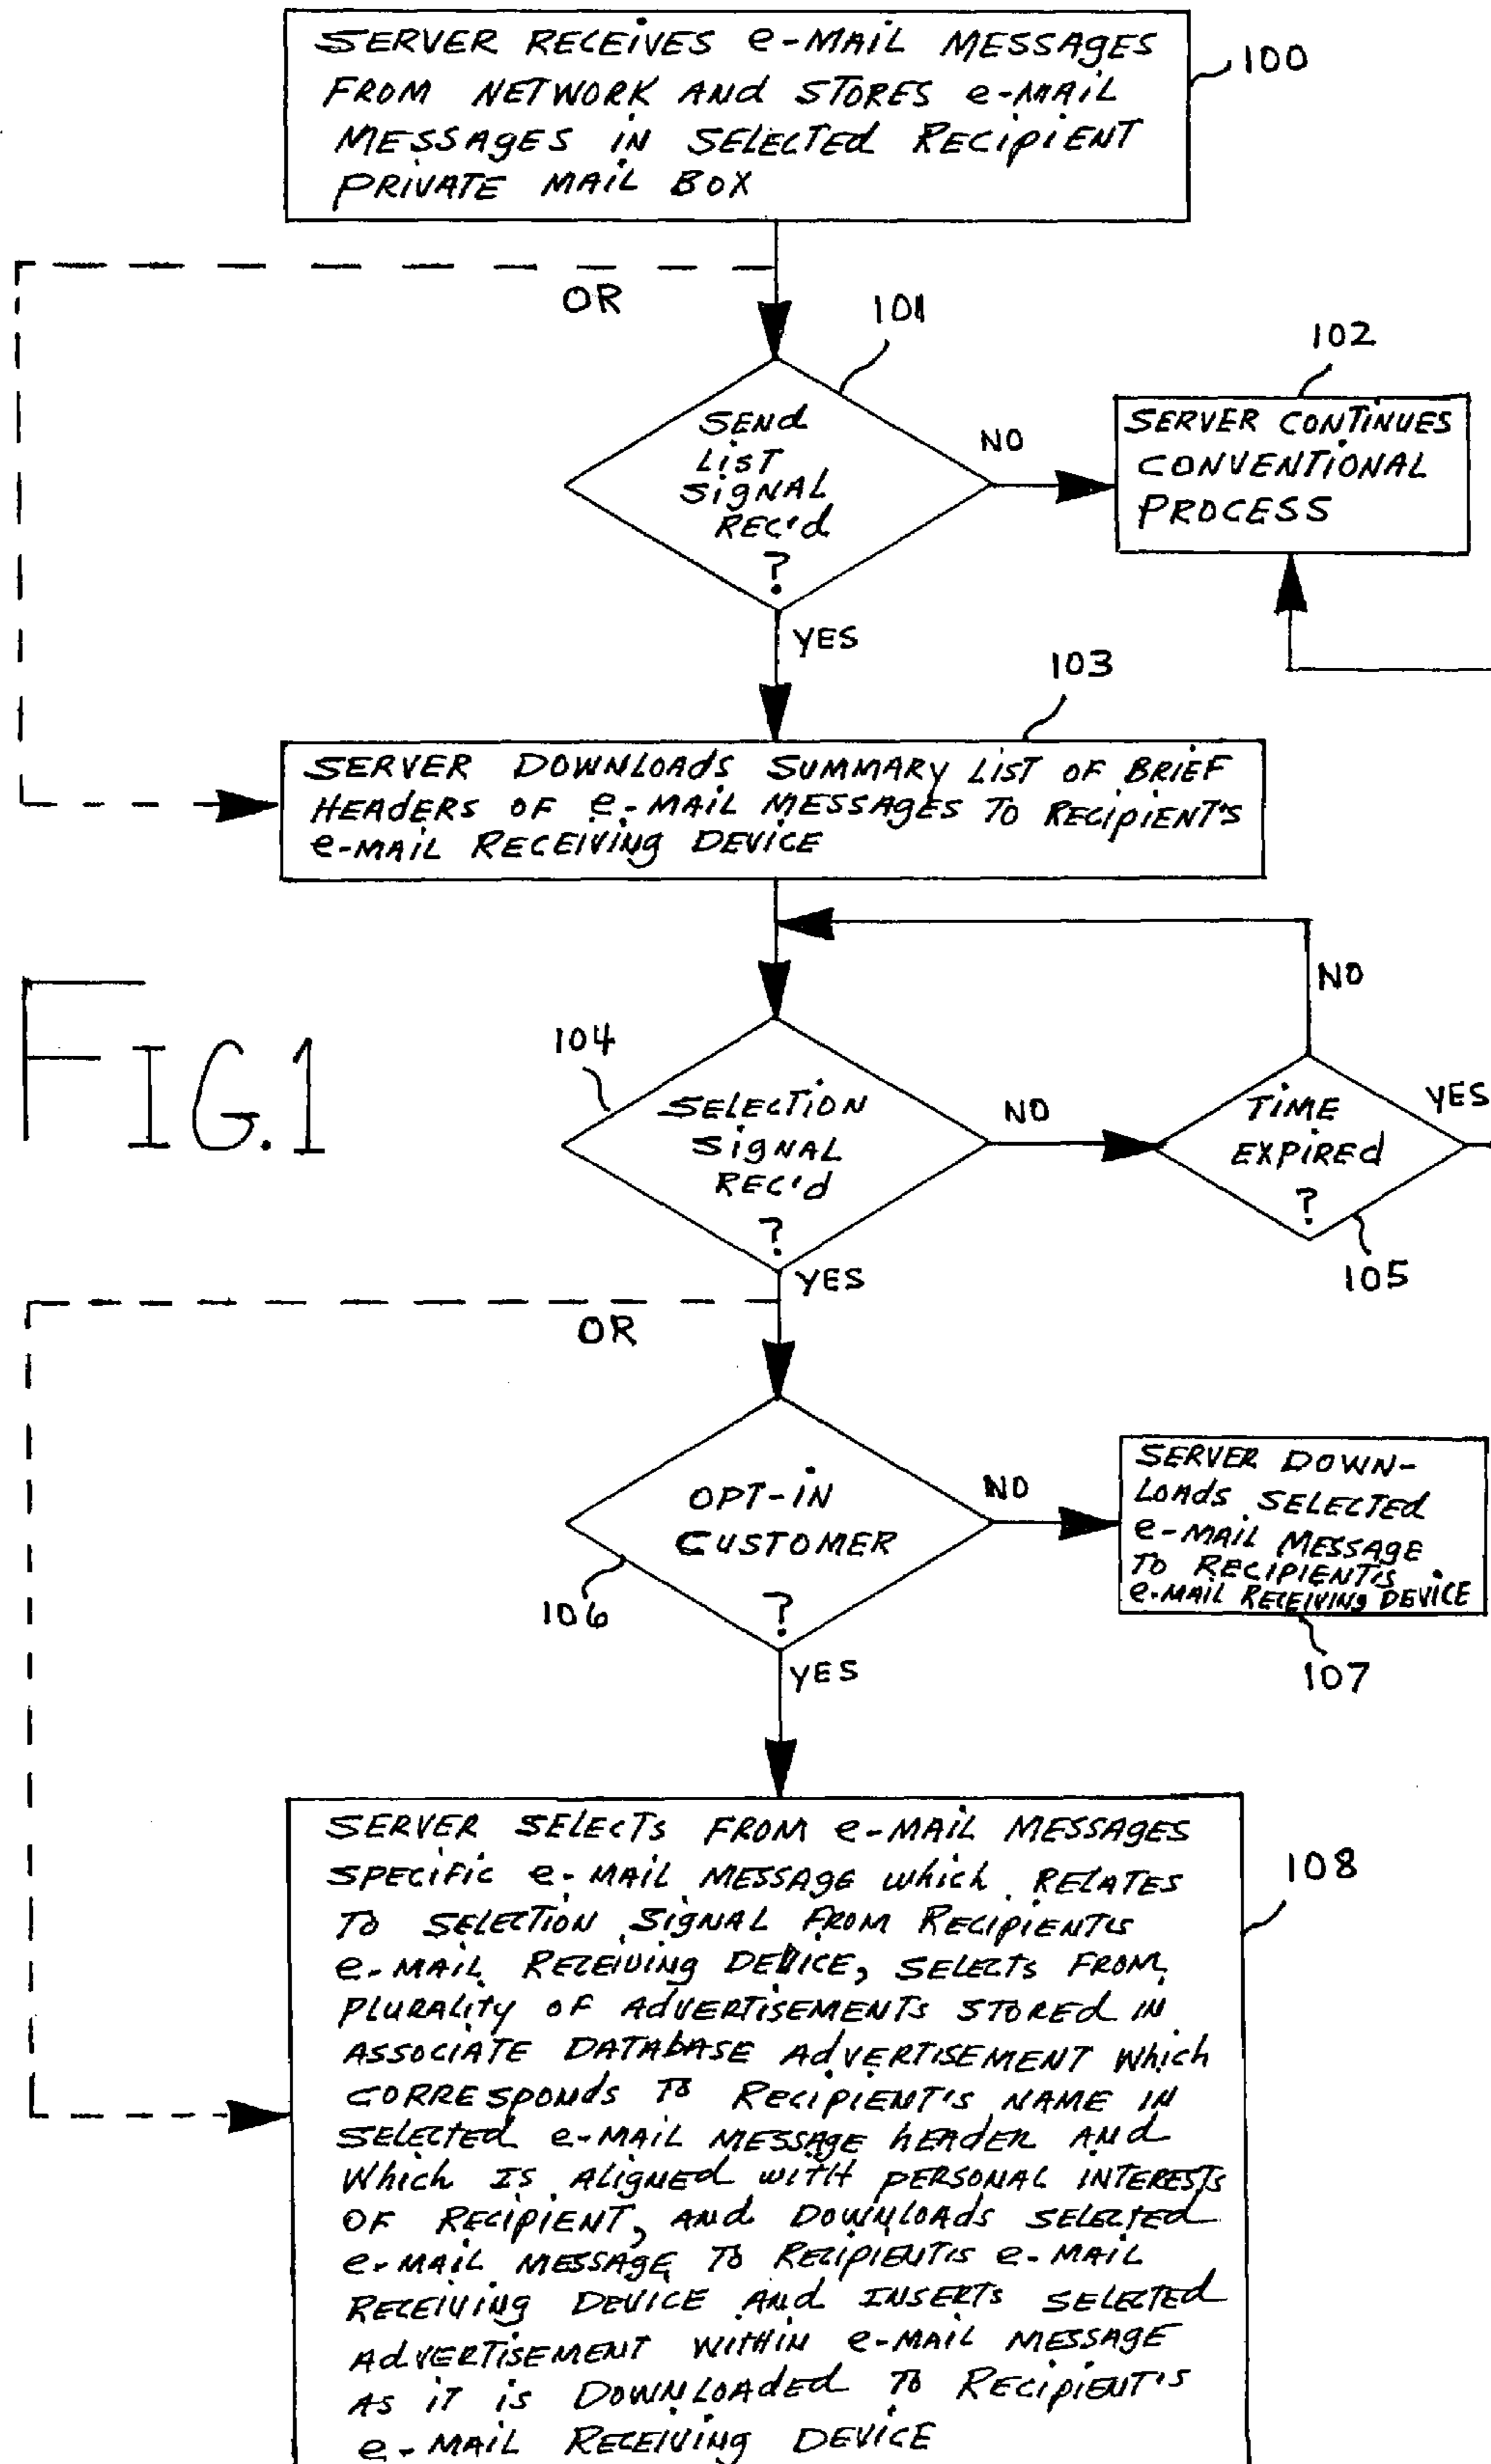 SERVER RECEIVES e-MAIL MESSAGES
FROM NETWORK AND STORES e-MAIL
MESSAGES IN SELECTED RECIPIENT
PRIVATE MAIL BOX
100
OR
101
SEND
LIST
SIGNAL
REC'd
?
NO
102
SERVER CONTINUES
CONVENTIONAL
PROCESS
YES
103
SERVER DOWNLOADS SUMMARY LIST OF BRIEF
HEADERS OF e-MAIL MESSAGES TO RECIPIENT'S
e-MAIL RECEIVING DEVICE
NO
FIG.1
104
SELECTION
SIGNAL
REC'd
?
NO
TIME
EXPIRED
?
YES
105
YES
OR
OPT-IN
CUSTOMER
?
106
NO
SERVER DOWN-
LOADS SELECTED
e-MAIL MESSAGE
TO RECIPIENT'S
e-MAIL RECEIVING DEVICE
107
YES
108
SERVER SELECTS FROM e-MAIL MESSAGES
SPECIFIC e-MAIL MESSAGE which RELATES
TO SELECTION SIGNAL FROM RECIPIENT'S
e-MAIL RECEIVING DEVICE, SELECTS FROM
PLURALITY OF AdVERTISEMENTS STORED IN
ASSOCIATE DATABASE AdVERTISEMENT Which
CORRESPONDS TO RECIPIENT'S NAME IN
SELECTED e-MAIL MESSAGE HEADER AND
Which IS ALIGNED WITH PERSONAL INTERESTS
OF RECIPIENT, AND DOWNLOADS SELECTED
e-MAIL MESSAGE TO RECIPIENT'S e-MAIL
RECEIVING DEVICE AND INSERTS SELECTED
AdVERTISEMENT WITHIN e-MAIL MESSAGE
AS IT IS DOWNLOADED TO RECIPIENT'S
e-MAIL RECEIVING DEVICE